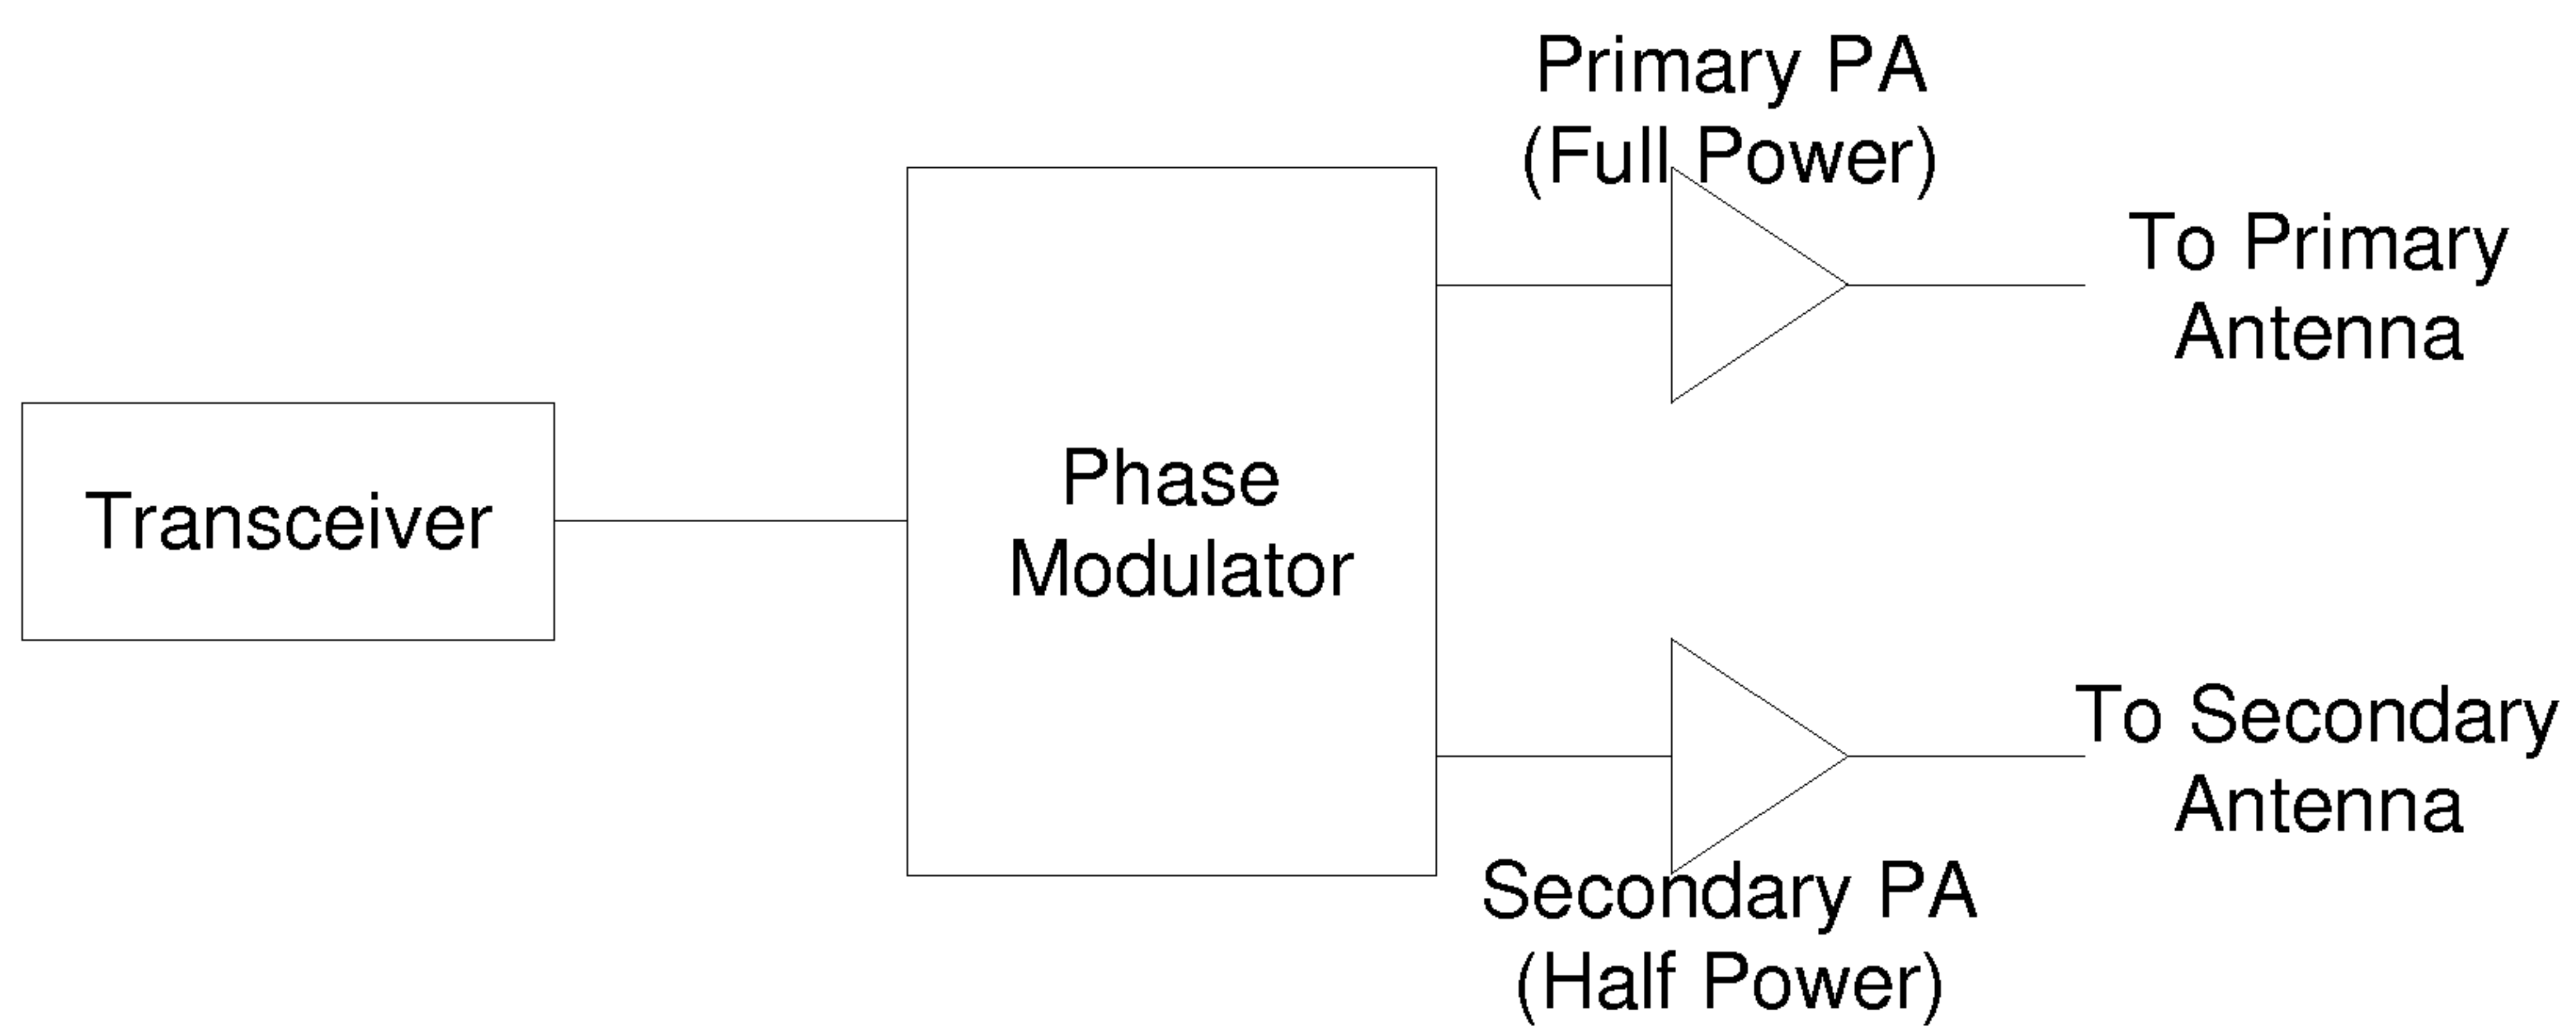 Primary PA
(Full Power)
To Primary
Antenna
Transceiver
Phase
Modulator
To Secondary
Antenna
Secondary PA
(Half Power)